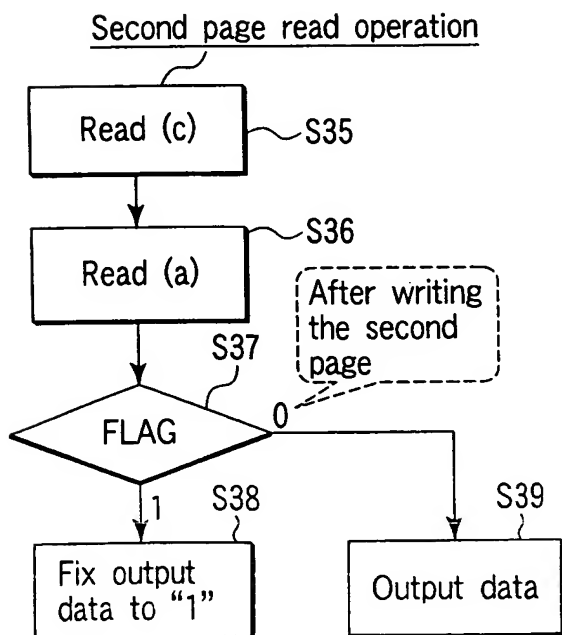 Second page read operation
Read (c)
S35
S36
Read (a)
After writing
the second
page
S37
0
FLAG
1
S38
S39
Fix output
data to “1”
Output data